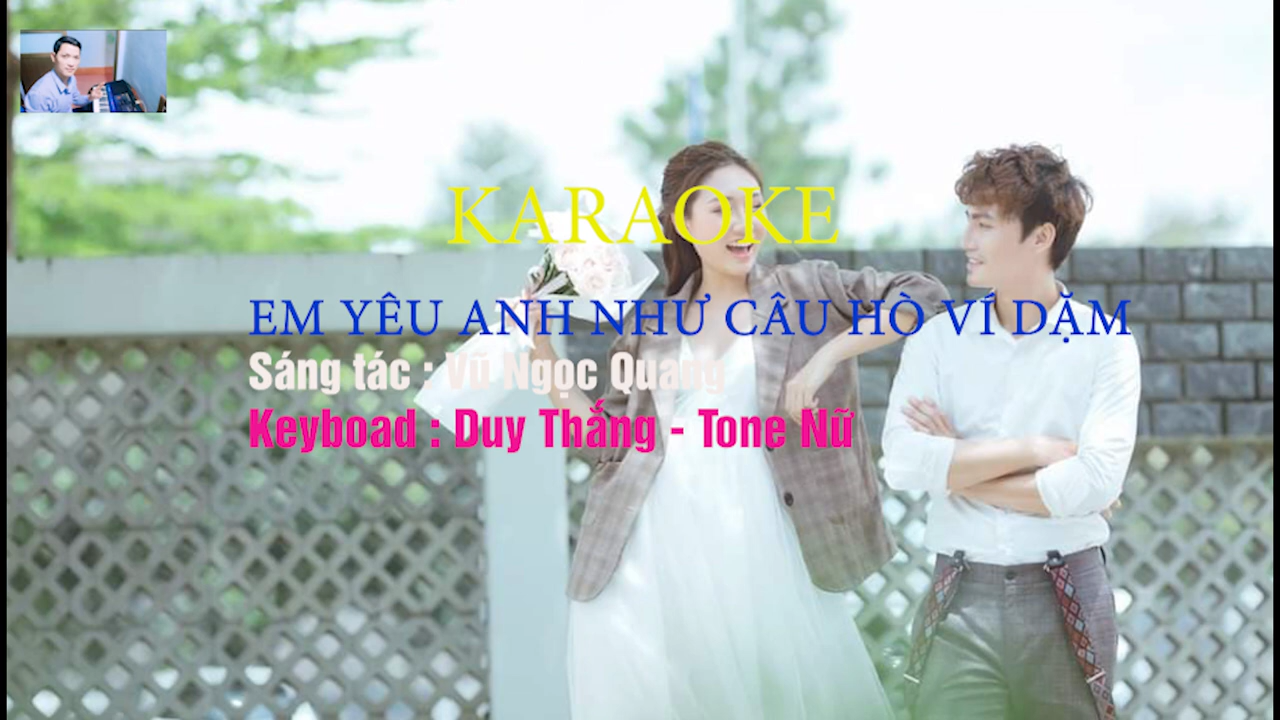 KARAOKE
EM YÊU ANH NHƯ CÂU HÒ VÍ DẶM
Sáng tác : Vũ Ngọc Quang
Keyboad : Duy Thắng - Tone Nữ